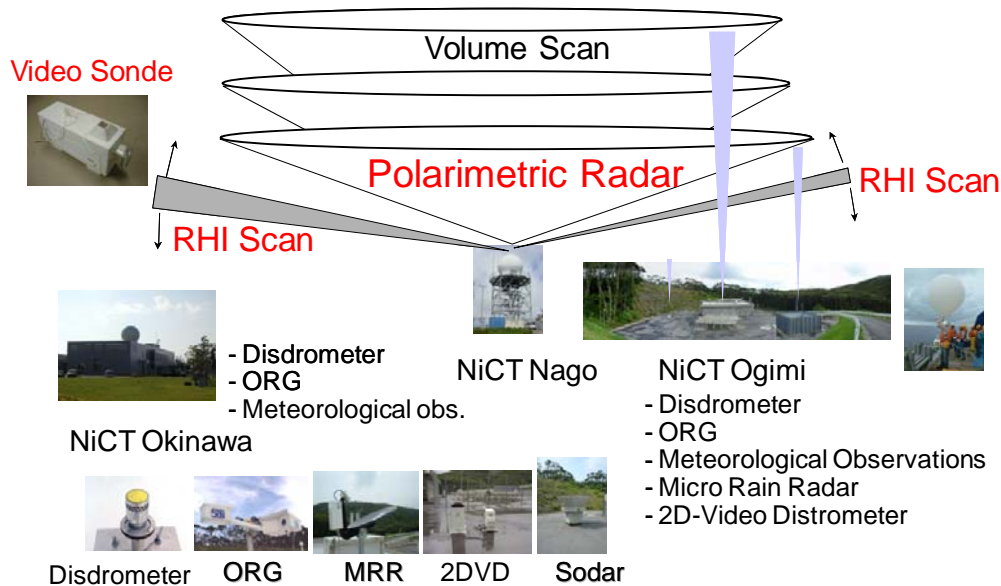 Volume Scan
Video Sonde
Polarimetric Radar
RHI Scan
RHI Scan
- Disdrometer
- ORG
- Meteorological obs.
NiCT Okinawa
NiCT Nago
NiCT Ogimi
- Disdrometer
- ORG
- Meteorological Observations
- Micro Rain Radar
- 2D-Video Distrometer
Disdrometer
ORG
MRR
2DVD
Sodar